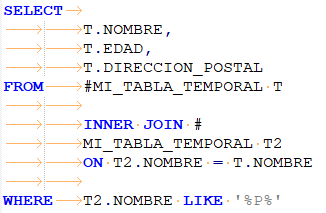 SELECT
T.NOMBRE,
T.EDAD,
T.DIRECCION_POSTAL
FROM #MI_TABLA_TEMPORAL T
INNER JOIN #
MI_TABLA_TEMPORAL T2
ON T2.NOMBRE = T.NOMBRE
WHERE T2.NOMBRE LIKE '%P%'